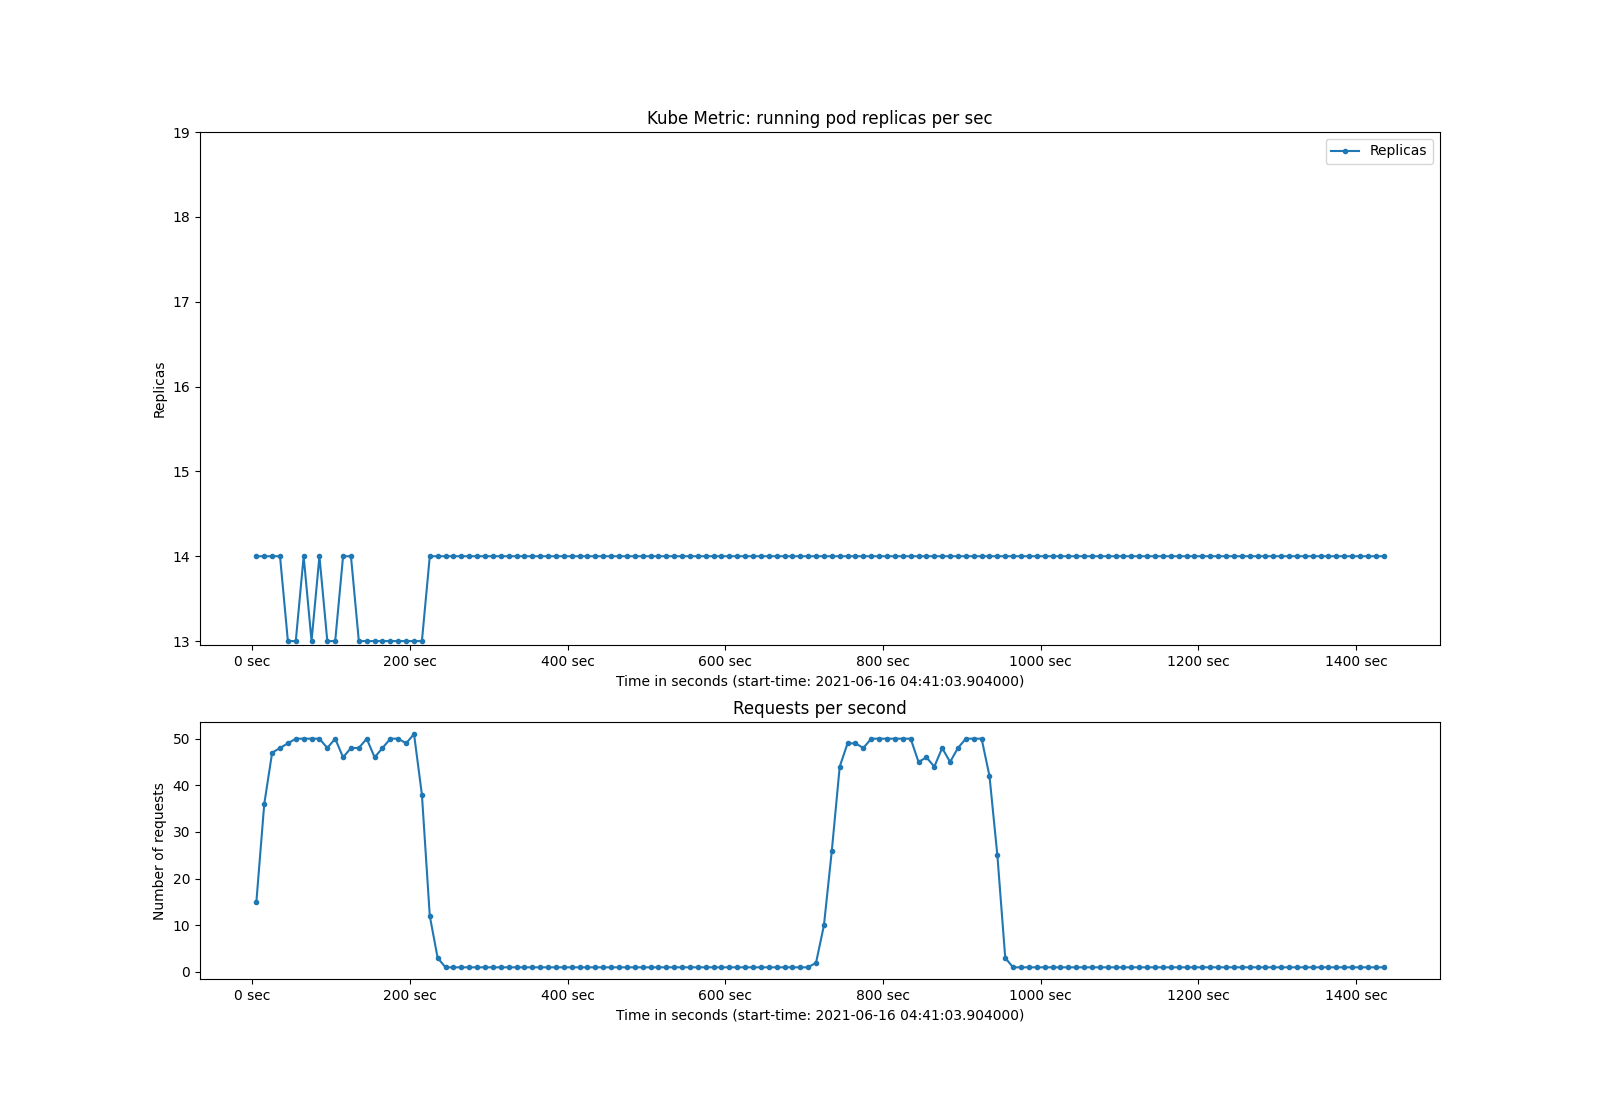 Kube Metric: running pod replicas per sec
Replicas
19
18
17
16
15
14
13
Replicas
0 sec 200 sec 400 sec 600 sec 800 sec 1000 sec 1200 sec 1400 sec
Time in seconds (start-time: 2021-06-16 04:41:03.904000)
Requests per second
50
40
30
20
10
0
Number of requests
0 sec 200 sec 400 sec 600 sec 800 sec 1000 sec 1200 sec 1400 sec
Time in seconds (start-time: 2021-06-16 04:41:03.904000)